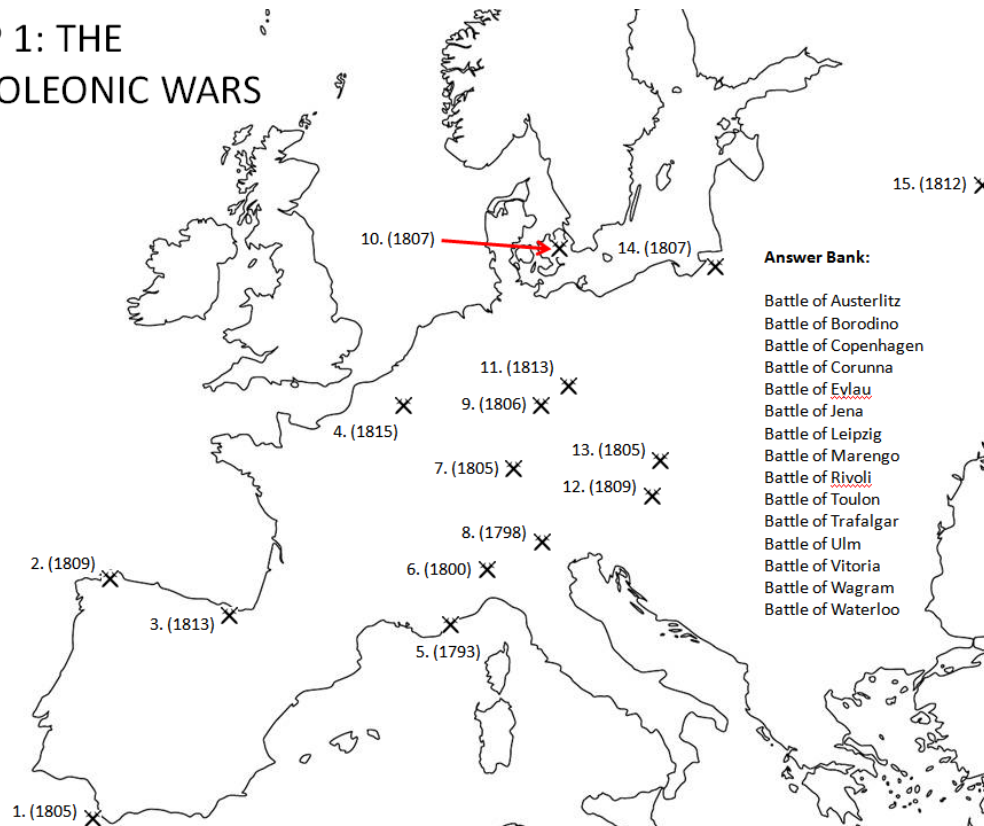 P 1: THE
OLEONIC WARS
15. (1812)
10. (1807)
14. (1807)
Answer Bank:
Battle of Austerlitz
Battle of Borodino
Battle of Copenhagen
Battle of Corunna
Battle of Evlau
Battle of Jena
Battle of Leipzig
Battle of Marengo
Battle of Rivoli
Battle of Toulon
Battle of Trafalgar
Battle of Ulm
Battle of Vitoria
Battle of Wagram
Battle of Waterloo
11. (1813)
9. (1806)
4. (1815)
13. (1805)
7. (1805)
12. (1809)
8. (1798)
2. (1809)
6. (1800)
3. (1813)
5. (1793)
1. (1805)